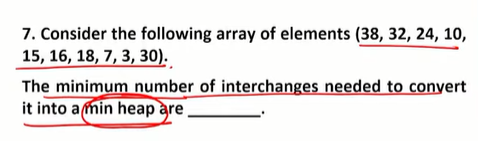 7. Consider the following array of elements (38, 32, 24, 10,
15, 16, 18, 7, 3, 30).
The minimum number of interchanges needed to convert
it into a min heap are ________.